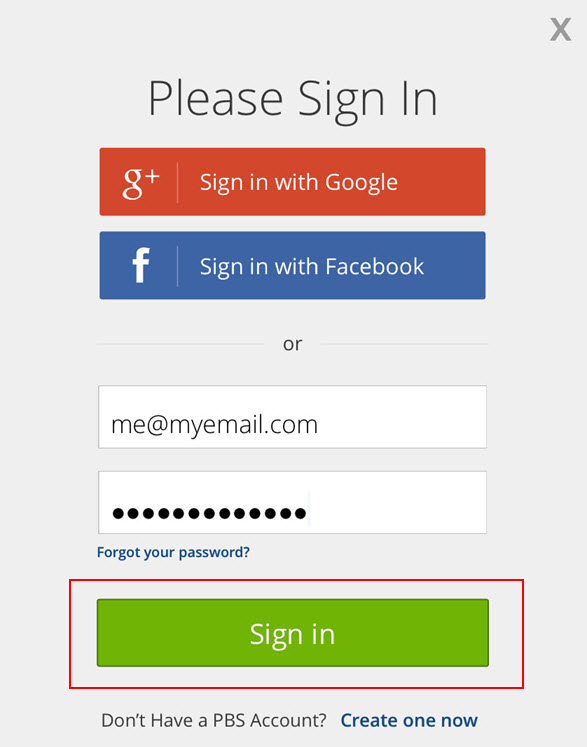 X
Please Sign In
g+ Sign in with Google
f Sign in with Facebook
or
me@myemail.com
●●●●●●●●●●●●●
Forgot your password?
Sign in
Don’t Have a PBS Account? Create one now